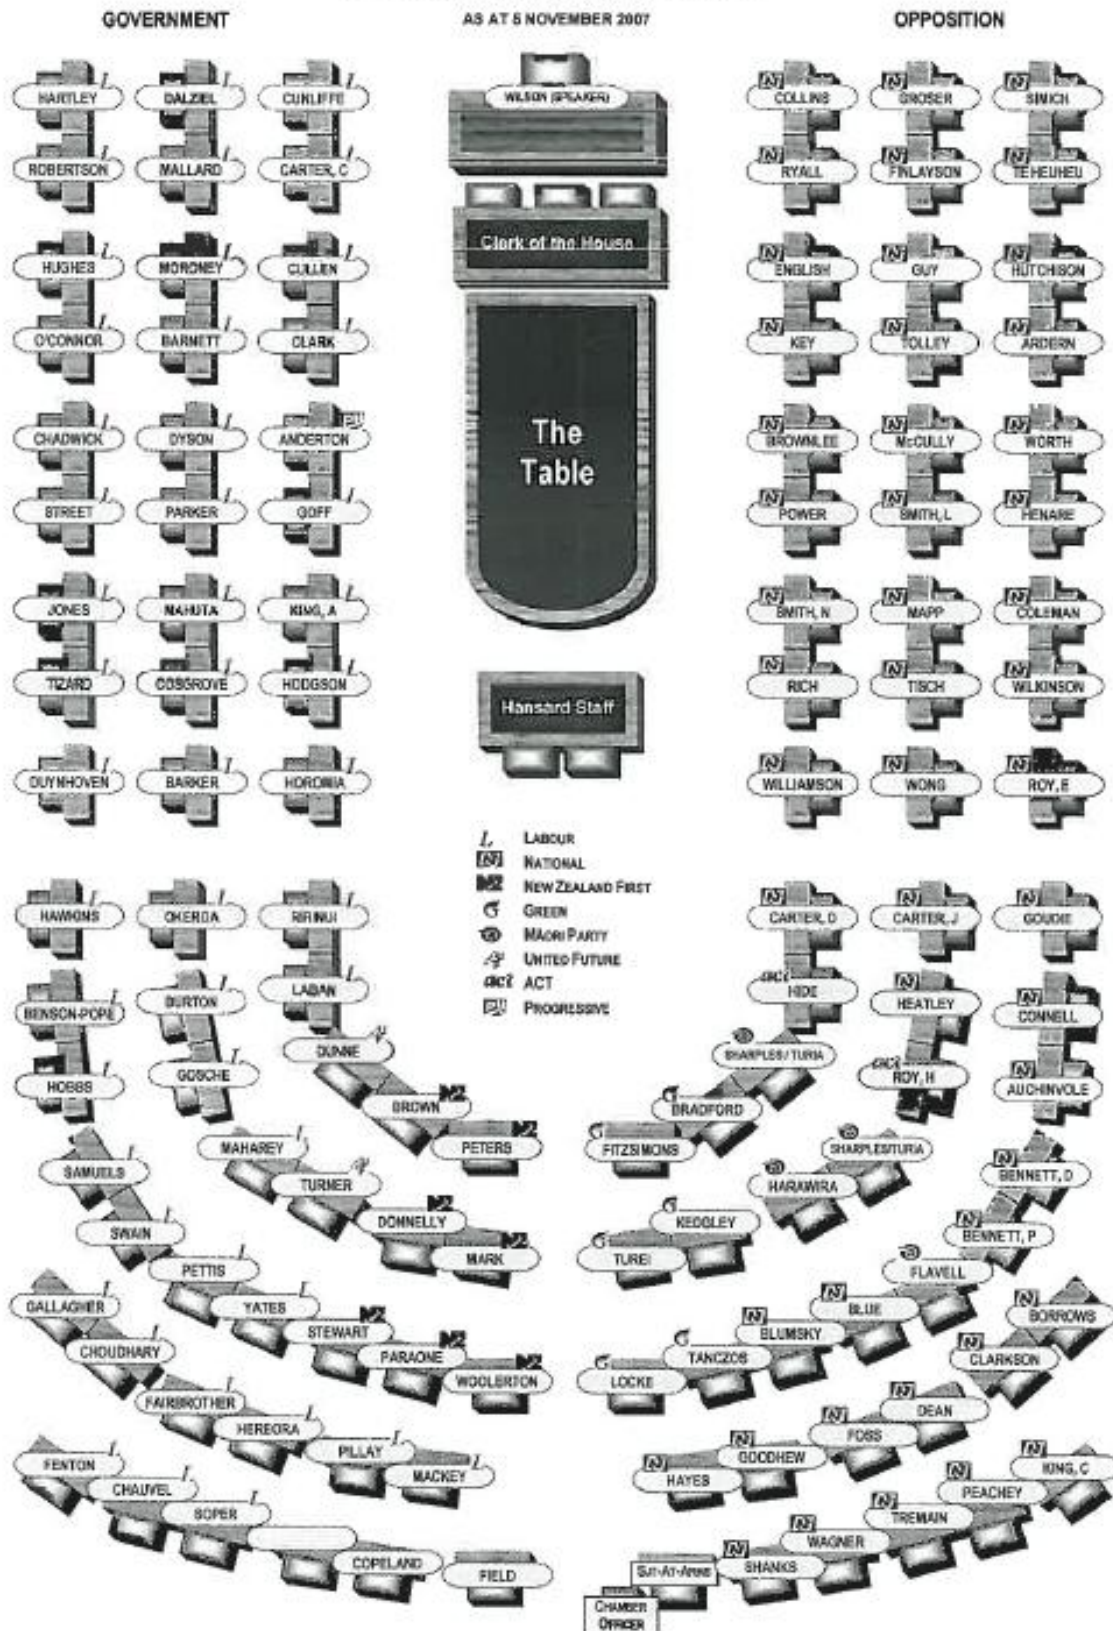 GOVERNMENT AS AT 5 NOVEMBER 2007 OPPOSITION
HARTLEY L DALZIEL L CUNLIFFE L WILSON (SPEAKER) COLLINS GROSER SIMICH
ROBERTSON L MALLARD L CARTER, C L RYALL FINLAYSON TEHEUHEU
Clerk of the House
HUGHES L MORONEY L CULLEN L ENGLISH GUY HUTCHISON
O'CONNOR L BARNETT L CLARK L KEY TOLLEY ARDERN
CHADWICK L DYSON L ANDERTON BROWNLEE McCULLY WORTH
The
Table
STREET L PARKER L GOFF L POWER SMITH, L HENARE
JONES L MAHUTA L KING, A L SMITH, N MAPP COLEMAN
TIZARD L COSGROVE L HODGSON L RICH TISCH WILKINSON
Hansard Staff
DUYNHOVEN L BARKER L HOROMIA L WILLIAMSON WONG ROY, E
L LABOUR
NATIONAL
NEW ZEALAND FIRST
GREEN
MĀORI PARTY
UNITED FUTURE
act ACT
PROGRESSIVE
HAWKINS L OKEROA L RIRINUI L CARTER, D CARTER, J GOUDIE
BENSON-POPE L BURTON L LABAN L act HIDE HEATLEY CONNELL
HOBBS L GOSCHE L DUNNE SHARPLES / TURIA act ROY, H AUCHINVOLE
BROWN BRADFORD
PETERS FITZSIMONS
SAMUELS L MAHAREY L SHARPLES/TURIA BENNETT, D
TURNER HARAWIRA
SWAIN L DONNELLY KEDGLEY BENNETT, P
MARK TUREI
PETTIS L FLAVELL
GALLAGHER L YATES L BLUE BORROWS
STEWART BLUMSKY
CHOUDHARY L PARAONE TANCZOS CLARKSON
WOOLERTON LOCKE
FAIRBROTHER L DEAN
HEREORA L FOSS
PILLAY L GOODHEW
MACKEY L HAYES
FENTON L KING, C
CHAUVEL L PEACHEY
SOPER L TREMAIN
WAGNER
COPELAND SHANKS
FIELD SJT-AT-ARMS
CHAMBER
OFFICER